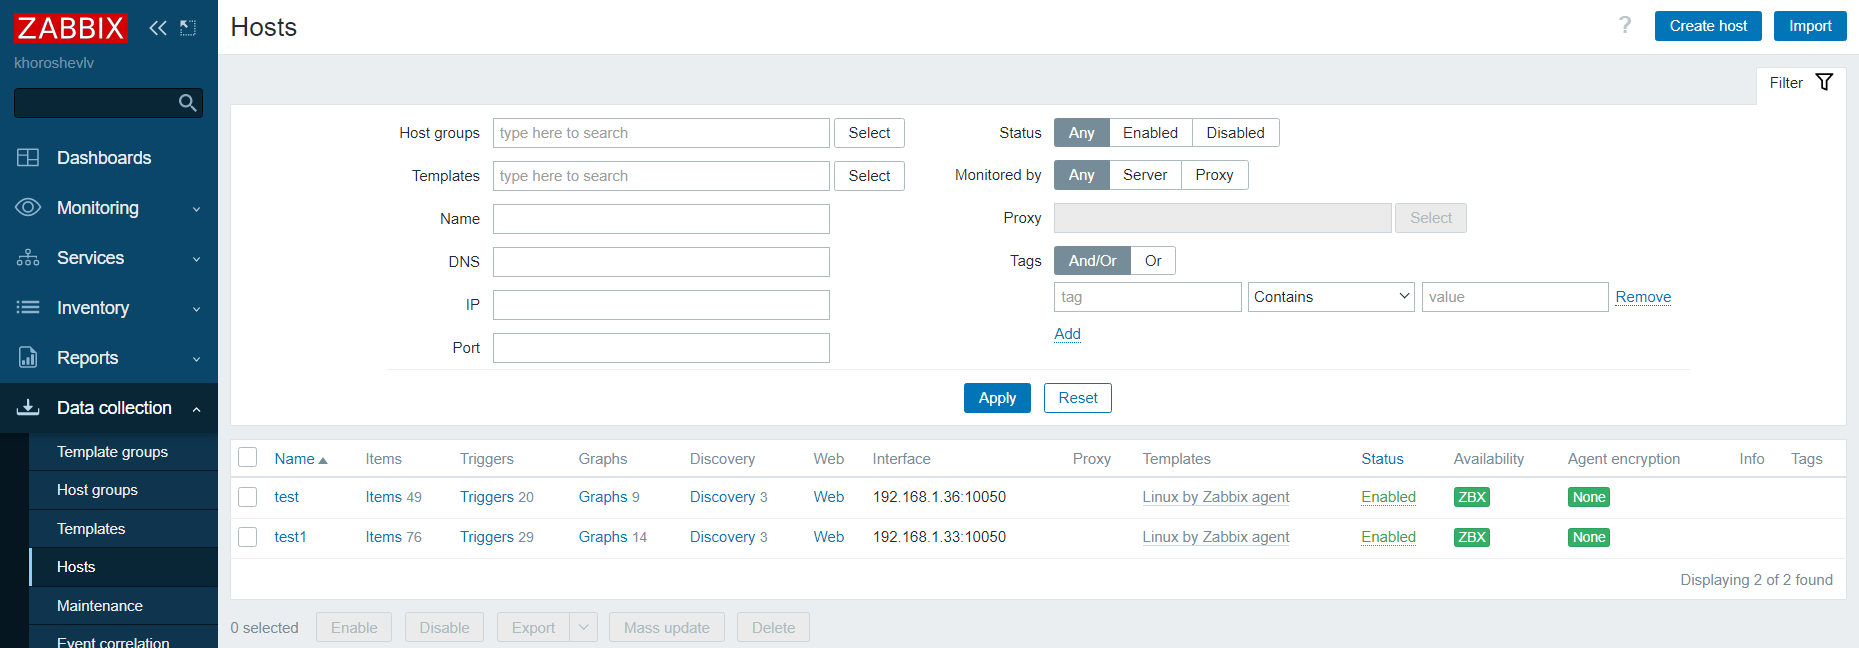 ZABBIX
khoroshevlv
Dashboards
Monitoring
Services
Inventory
Reports
Data collection
Template groups
Host groups
Templates
Hosts
Maintenance
Event correlation
Hosts
? Create host Import
Filter
Host groups type here to search Select
Templates type here to search Select
Name
DNS
IP
Port
Status Any Enabled Disabled
Monitored by Any Server Proxy
Proxy Select
Tags And/Or Or
tag Contains value Remove
Add
Apply Reset
Name Items Triggers Graphs Discovery Web Interface Proxy Templates Status Availability Agent encryption Info Tags
test Items 49 Triggers 20 Graphs 9 Discovery 3 Web 192.168.1.36:10050 Linux by Zabbix agent Enabled ZBX None
test1 Items 76 Triggers 29 Graphs 14 Discovery 3 Web 192.168.1.33:10050 Linux by Zabbix agent Enabled ZBX None
Displaying 2 of 2 found
0 selected Enable Disable Export Mass update Delete